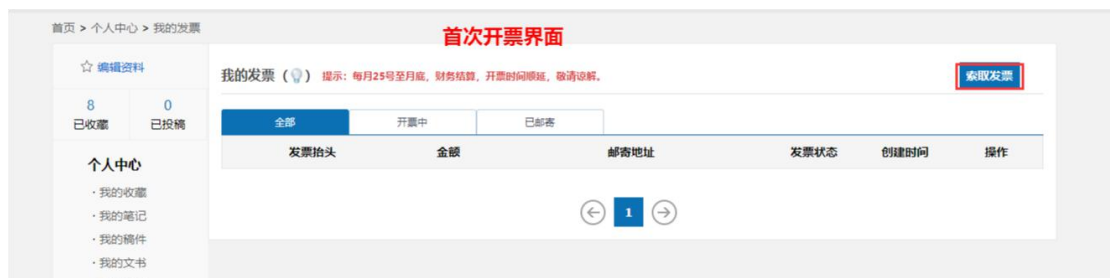 首页 > 个人中心 > 我的发票
首次开票界面
☆ 编辑资料
我的发票（）提示：每月25号至月底，财务结算，开票时间顺延，敬请谅解。
索取发票
8 0
已收藏 已投稿
全部 开票中 已邮寄
发票抬头 金额 邮寄地址 发票状态 创建时间 操作
个人中心
· 我的收藏
· 我的笔记
1
· 我的稿件
· 我的文书